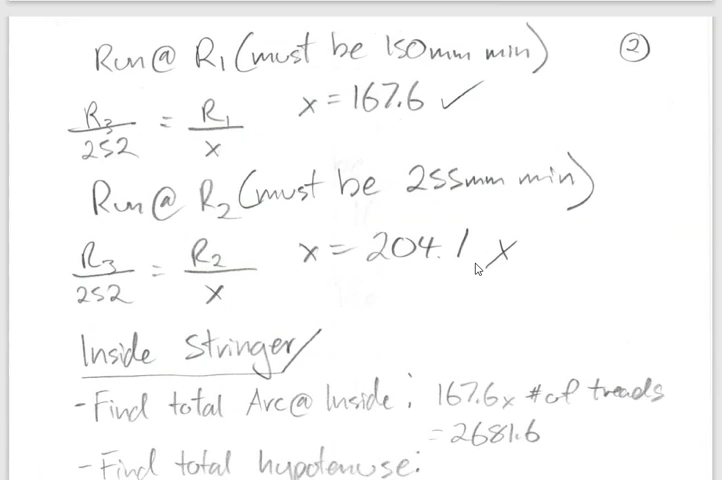 Run @ R1 (must be 150mm min)
2
R3/252 = R1/x x = 167.6 ✓
Run @ R2 (must be 255mm min)
R3/252 = R2/x x = 204.1 ✗
Inside Stringer/
- Find total Arc @ Inside: 167.6 x # of treads
= 2681.6
- Find total hypotenuse: